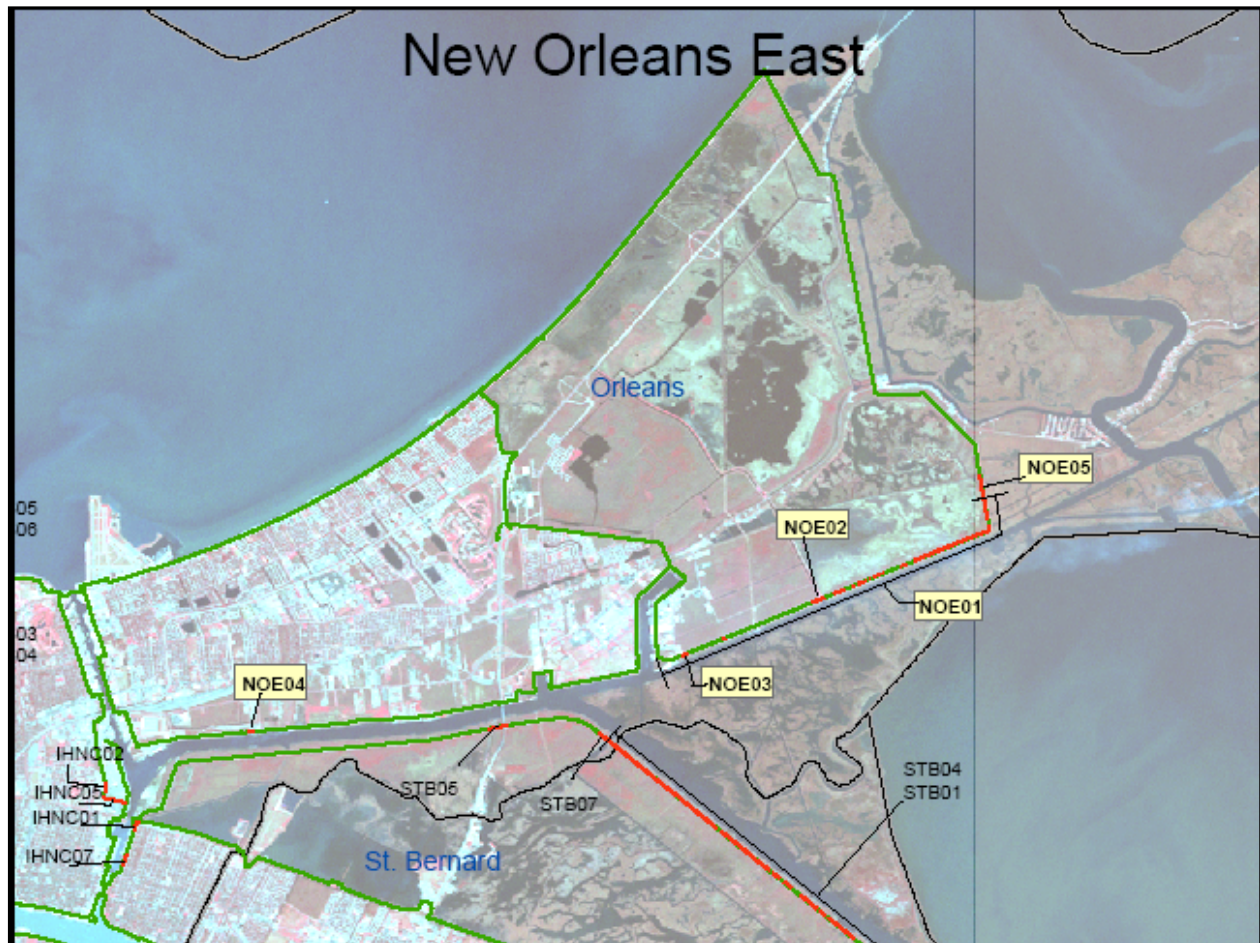 New Orleans East
Orleans
NOE05
05
06
NOE02
NOE01
03
04
NOE04
NOE03
IHNC02
IHNC05
IHNC01
IHNC07
STB05
STB07
STB04
STB01
St. Bernard